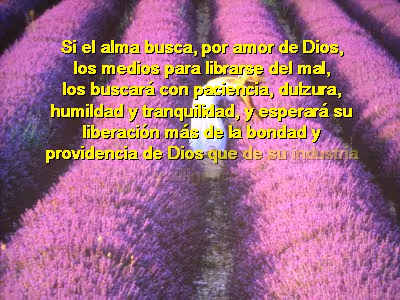 Si el alma busca, por amor de Dios,
los medios para librarse del mal,
los buscará con paciencia, dulzura,
humildad y tranquilidad, y esperará su
liberación más de la bondad y
providencia de Dios que de su industria